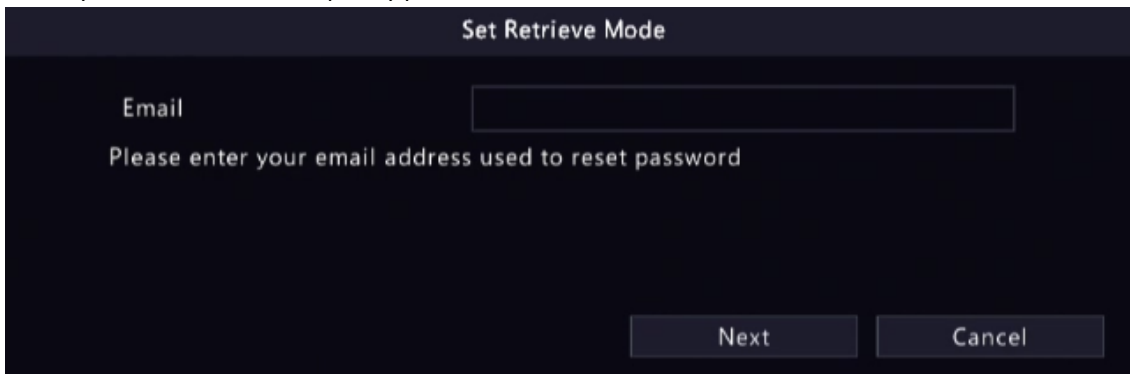 Set Retrieve Mode
Email
Please enter your email address used to reset password
Next Cancel